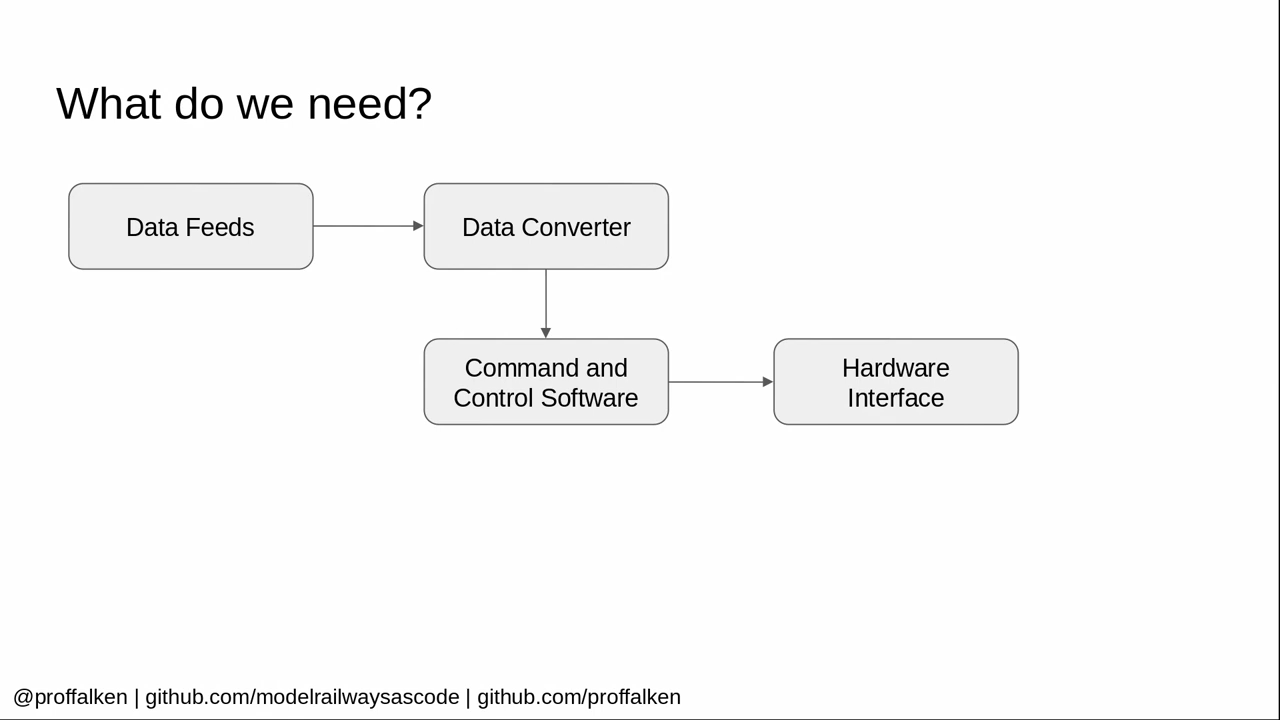 What do we need?
Data Feeds
Data Converter
Command and
Control Software
Hardware
Interface
@proffalken | github.com/modelrailwaysascode | github.com/proffalken